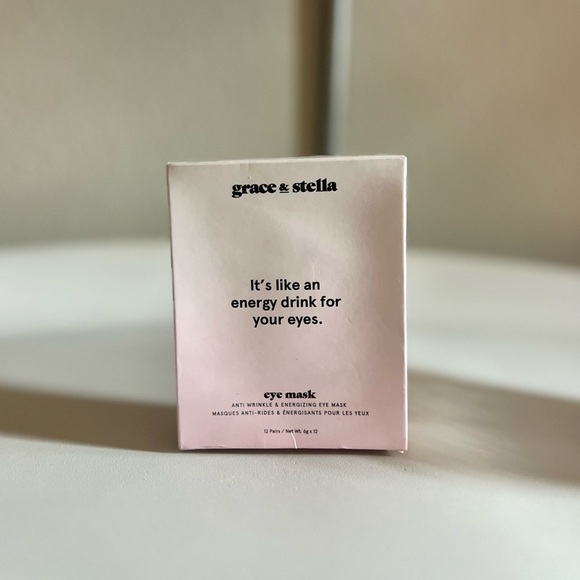 grace & stella
It's like an
energy drink for
your eyes.
eye mask
ANTI WRINKLE & ENERGIZING EYE MASK
MASQUES ANTI-RIDES & ÉNERGISANTS POUR LES YEUX
12 Pairs / Net Wt. 6g x 12